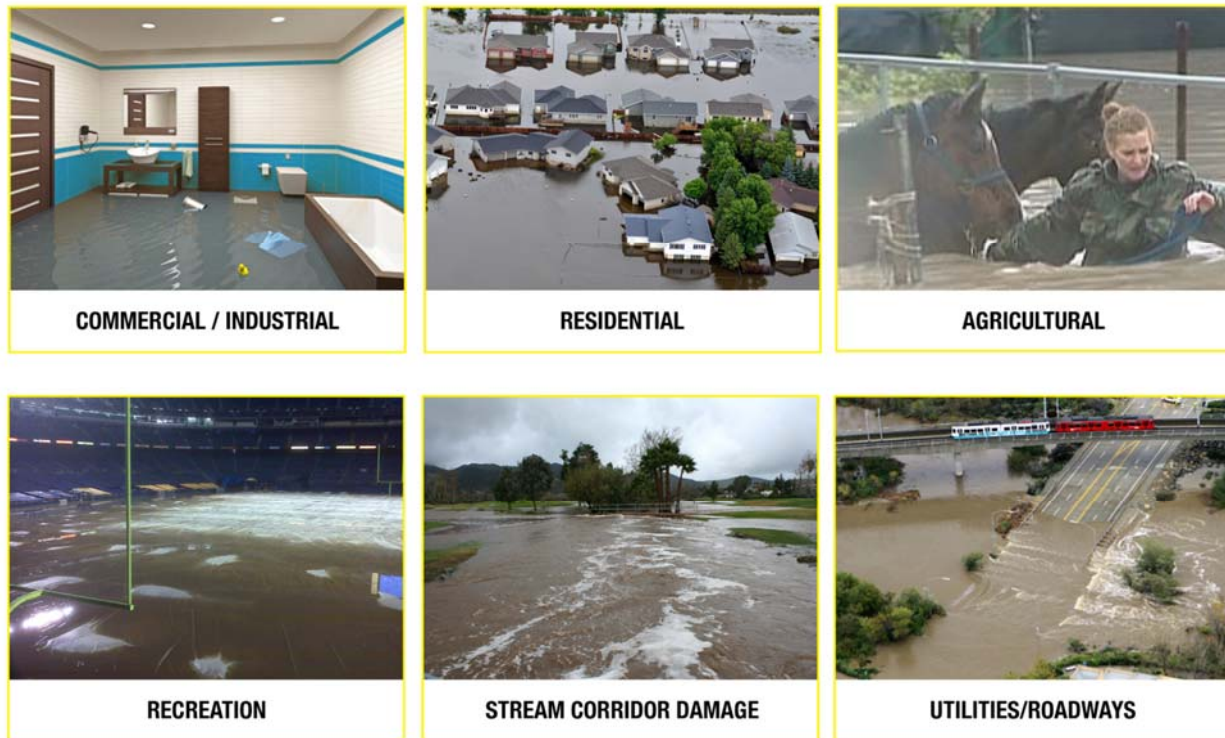 COMMERCIAL / INDUSTRIAL
RESIDENTIAL
AGRICULTURAL
RECREATION
STREAM CORRIDOR DAMAGE
UTILITIES/ROADWAYS